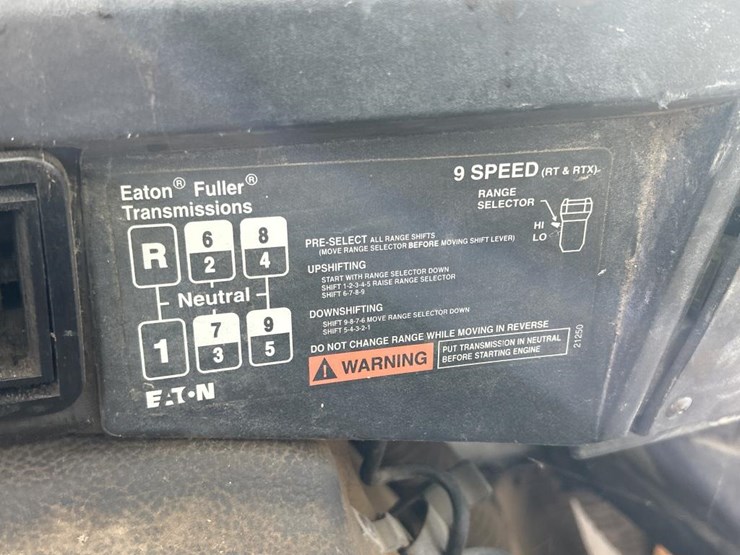 Eaton® Fuller®
Transmissions
9 SPEED (RT & RTX)
RANGE
SELECTOR
HI
LO
R
6
2
8
4
Neutral
1
7
3
9
5
EATON
PRE-SELECT ALL RANGE SHIFTS
(MOVE RANGE SELECTOR BEFORE MOVING SHIFT LEVER)
UPSHIFTING
START WITH RANGE SELECTOR DOWN
SHIFT 1-2-3-4-5 RAISE RANGE SELECTOR
SHIFT 6-7-8-9
DOWNSHIFTING
SHIFT 9-8-7-6 MOVE RANGE SELECTOR DOWN
SHIFT 5-4-3-2-1
DO NOT CHANGE RANGE WHILE MOVING IN REVERSE
WARNING
PUT TRANSMISSION IN NEUTRAL
BEFORE STARTING ENGINE
21250